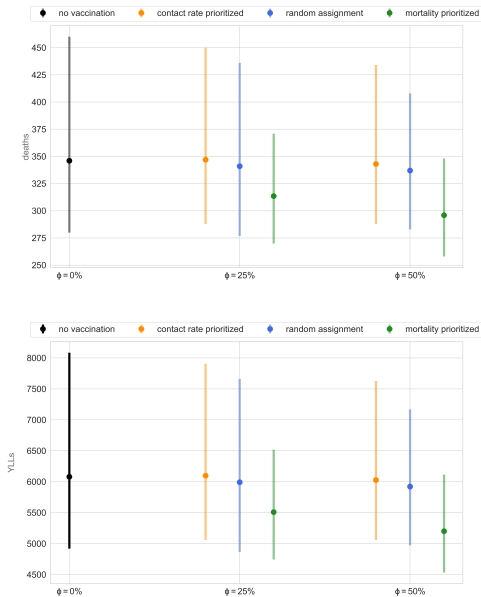 no vaccination contact rate prioritized random assignment mortality prioritized
450
425
400
375
350
325
300
275
250
deaths
ϕ = 0% ϕ = 25% ϕ = 50%
no vaccination contact rate prioritized random assignment mortality prioritized
8000
7500
7000
6500
6000
5500
5000
4500
YLLs
ϕ = 0% ϕ = 25% ϕ = 50%